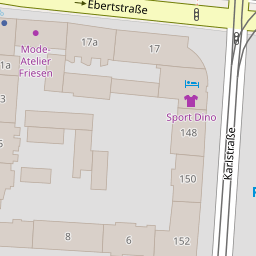 Ebertstraße
17a
17
Mode-
Atelier
Friesen
1a
Sport Dino
3
148
Karlstraße
150
8
6
152